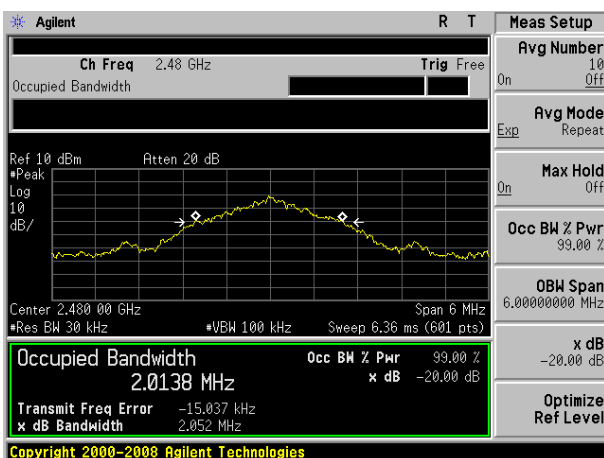 Agilent R T
Ch Freq 2.48 GHz Trig Free
Occupied Bandwidth
Ref 10 dBm Atten 20 dB
#Peak
Log
10
dB/
Center 2.480 00 GHz Span 6 MHz
#Res BW 30 kHz #VBW 100 kHz Sweep 6.36 ms (601 pts)
Occupied Bandwidth Occ BW % Pwr 99.00 %
2.0138 MHz x dB -20.00 dB
Transmit Freq Error -15.037 kHz
x dB Bandwidth 2.052 MHz
Copyright 2000-2008 Agilent Technologies
Meas Setup
Avg Number
10
On Off
Avg Mode
Exp Repeat
Max Hold
On Off
Occ BW % Pwr
99.00 %
OBW Span
6.00000000 MHz
x dB
-20.00 dB
Optimize
Ref Level